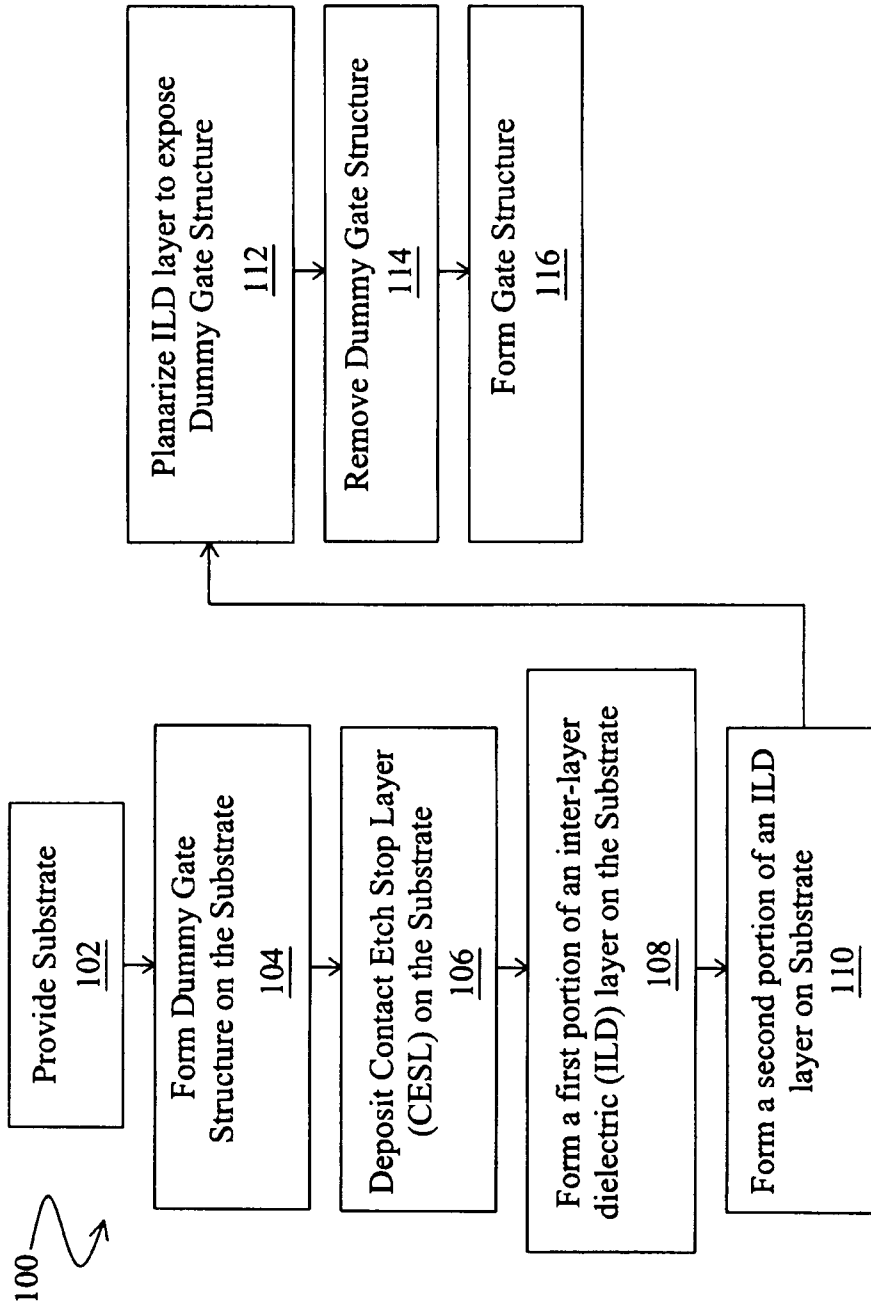 100
Provide Substrate
102
Form Dummy Gate
Structure on the Substrate
104
Deposit Contact Etch Stop Layer
(CESL) on the Substrate
106
Form a first portion of an inter-layer
dielectric (ILD) layer on the Substrate
108
Form a second portion of an ILD
layer on Substrate
110
Planarize ILD layer to expose
Dummy Gate Structure
112
Remove Dummy Gate Structure
114
Form Gate Structure
116